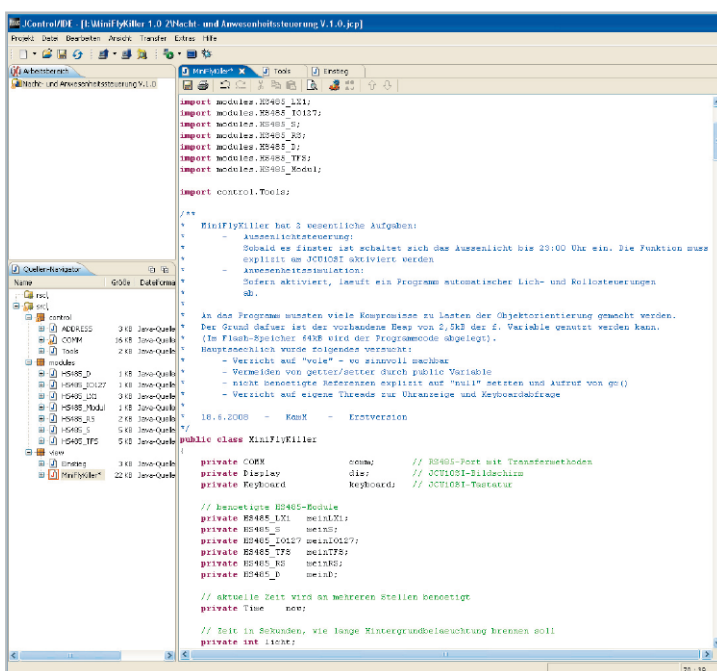 JControl/IDE - [I:\MiniFlyKiller 1.0 2\Nacht- und Anwesenheitssteuerung V.1.0.jcp]
Projekt Datei Bearbeiten Ansicht Transfer Extras Hilfe
Arbeitsbereich
Nacht- und Anwesenheitssteuerung V.1.0
Quellen-Navigator
Name Größe Dateiforma
rscl
srcl
control
ADDRESS 3 KB Java-Quelle
COMM 16 KB Java-Quelle
Tools 2 KB Java-Quelle
modules
HS485_D 1 KB Java-Quelle
HS485_IO127 1 KB Java-Quelle
HS485_LX1 3 KB Java-Quelle
HS485_Modul 1 KB Java-Quelle
HS485_RS 2 KB Java-Quelle
HS485_S 5 KB Java-Quelle
HS485_TFS 5 KB Java-Quelle
view
Einstieg 3 KB Java-Quelle
MiniFlyKiller* 22 KB Java-Quelle
MiniFlyKiller* X Tools Einstieg
import modules.HS485_LX1;
import modules.HS485_IO127;
import modules.HS485_S;
import modules.HS485_RS;
import modules.HS485_D;
import modules.HS485_TFS;
import modules.HS485_Modul;
import control.Tools;
/**
* MiniFlyKiller hat 2 wesentliche Aufgaben:
* - Aussenlichtsteuerung:
* Sobald es finster ist schaltet sich das Aussenlicht bis 23:00 Uhr ein. Die Funktion muss
* explizit am JCU10SI aktiviert werden
* - Anwesenheitssimulation:
* Sofern aktiviert, laeuft ein Programm automatischer Lich- und Rollosteuerungen
* ab.
*
* An das Programm mussten viele Kompromisse zu Lasten der Objektorientierung gemacht werden.
* Der Grund dafuer ist der vorhandene Heap von 2,5kB der f. Variable genutzt werden kann.
* (Im Flash-Speicher 64kB wird der Programmcode abgelegt).
* Hauptsaechlich wurde folgendes versucht:
* - Verzicht auf "vole" - wo sinnvoll machbar
* - Vermeiden von getter/setter durch public Variable
* - nicht benoetigte Referenzen explizit auf "null" setzten und Aufruf von gc()
* - Verzicht auf eigene Threads zur Uhranzeige und Keyboardabfrage
*
* 18.6.2008 - KamX - Erstversion
*/
public class MiniFlyKiller
{
private COMM comm; // RS485-Port mit Transfermethoden
private Display dis; // JCU10SI-Bildschirm
private Keyboard keyboard; // JCU10SI-Tastatur
// benoetigte HS485-Module
private HS485_LX1 meinLX1;
private HS485_S meinS;
private HS485_IO127 meinIO127;
private HS485_TFS meinTFS;
private HS485_RS meinRS;
private HS485_D meinD;
// aktuelle Zeit wird an mehreren Stellen benoetigt
private Time now;
// Zeit in Sekunden, wie lange Hintergrundbeleuchtung brennen soll
private int licht;